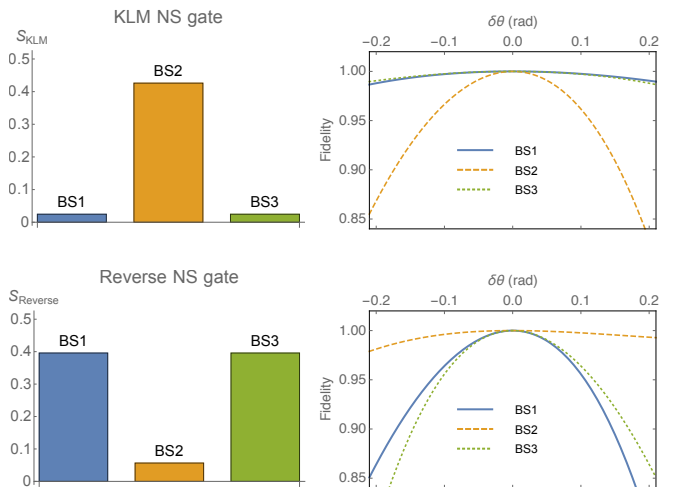 KLM NS gate
S_KLM
0.5
0.4
0.3
0.2
0.1
0
BS1
BS2
BS3
δθ (rad)
−0.2 −0.1 0.0 0.1 0.2
Fidelity
1.00
0.95
0.90
0.85
BS1
BS2
BS3
Reverse NS gate
S_Reverse
0.5
0.4
0.3
0.2
0.1
0
BS1
BS2
BS3
δθ (rad)
−0.2 −0.1 0.0 0.1 0.2
Fidelity
1.00
0.95
0.90
0.85
BS1
BS2
BS3